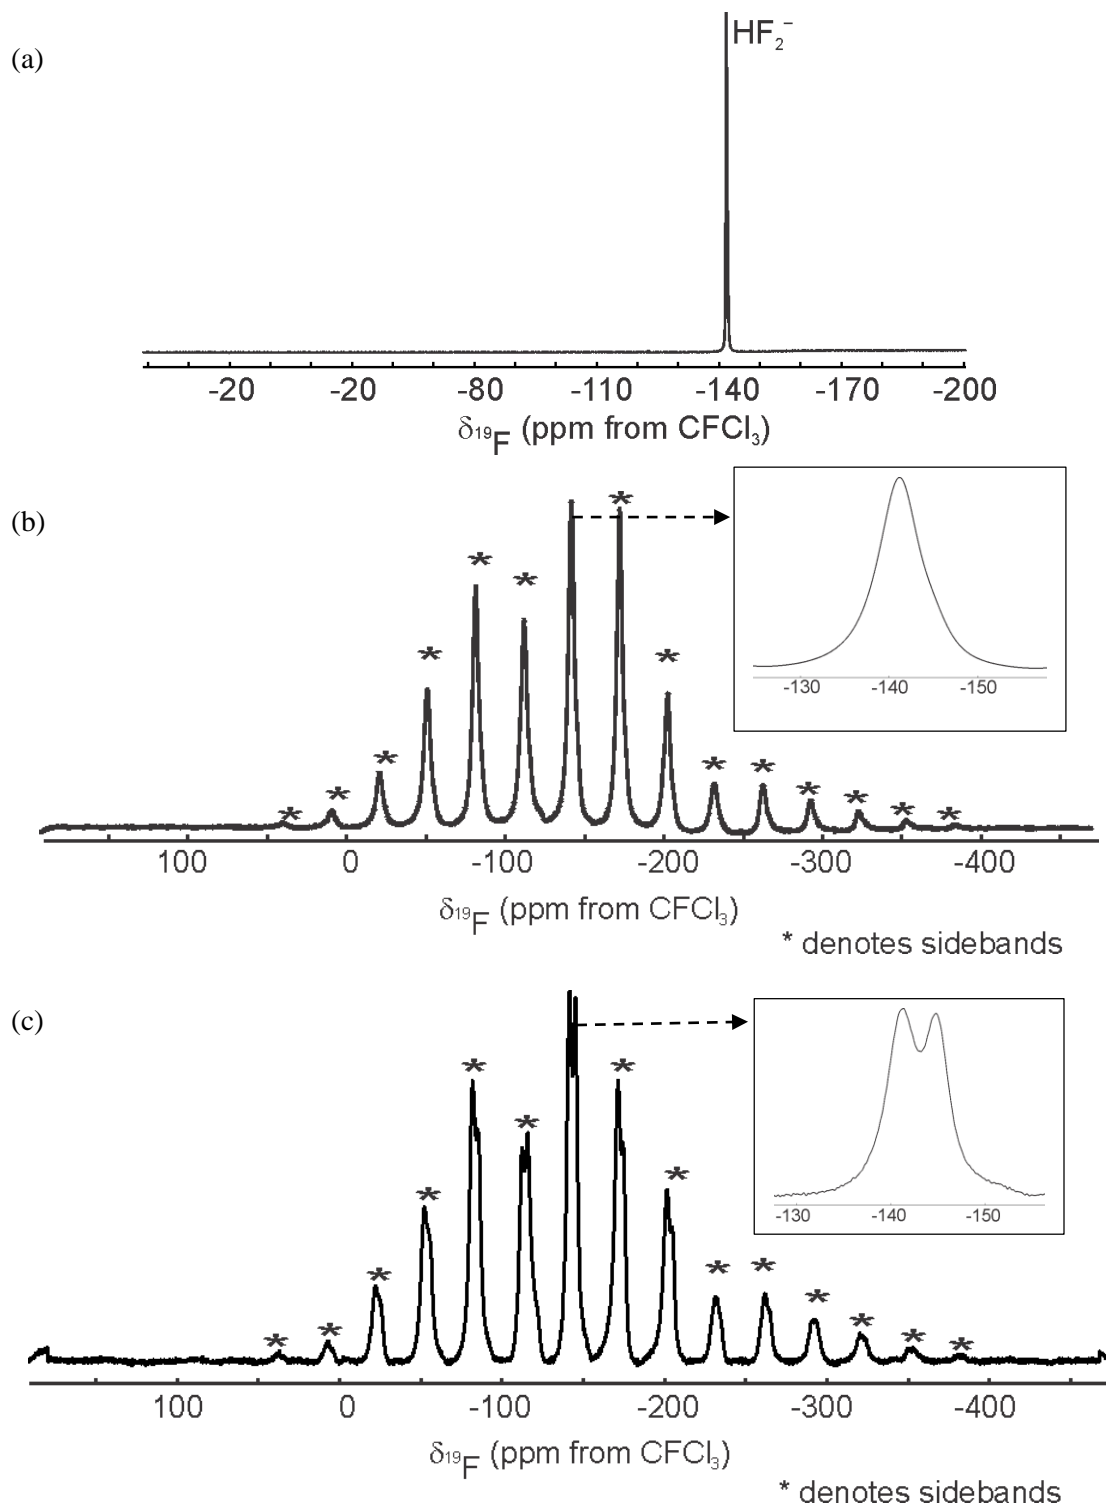 (a)
HF₂⁻
-20 -20 -80 -110 -140 -170 -200
δ¹⁹F (ppm from CFCl₃)
(b)
*
* *
* *
* * *
* * * * * *
-130 -140 -150
100 0 -100 -200 -300 -400
δ¹⁹F (ppm from CFCl₃)
* denotes sidebands
(c)
* *
*
* *
* * * * * * * * *
-130 -140 -150
100 0 -100 -200 -300 -400
δ¹⁹F (ppm from CFCl₃)
* denotes sidebands